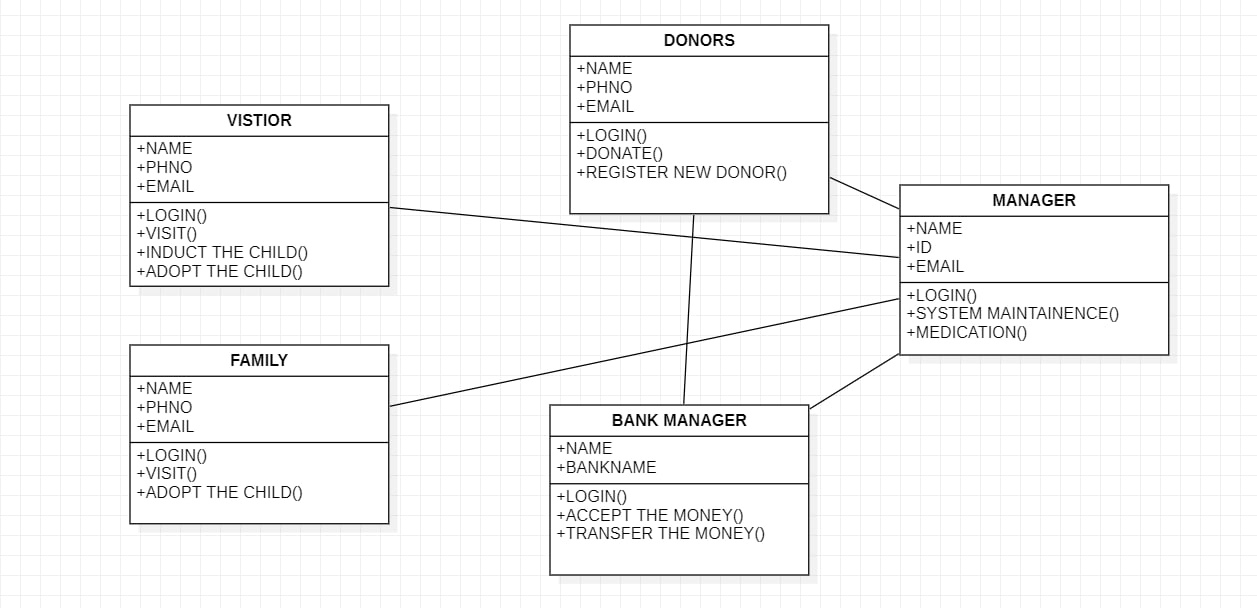 DONORS
+NAME
+PHNO
+EMAIL
+LOGIN()
+DONATE()
+REGISTER NEW DONOR()
VISTIOR
+NAME
+PHNO
+EMAIL
+LOGIN()
+VISIT()
+INDUCT THE CHILD()
+ADOPT THE CHILD()
MANAGER
+NAME
+ID
+EMAIL
+LOGIN()
+SYSTEM MAINTAINENCE()
+MEDICATION()
FAMILY
+NAME
+PHNO
+EMAIL
+LOGIN()
+VISIT()
+ADOPT THE CHILD()
BANK MANAGER
+NAME
+BANKNAME
+LOGIN()
+ACCEPT THE MONEY()
+TRANSFER THE MONEY()